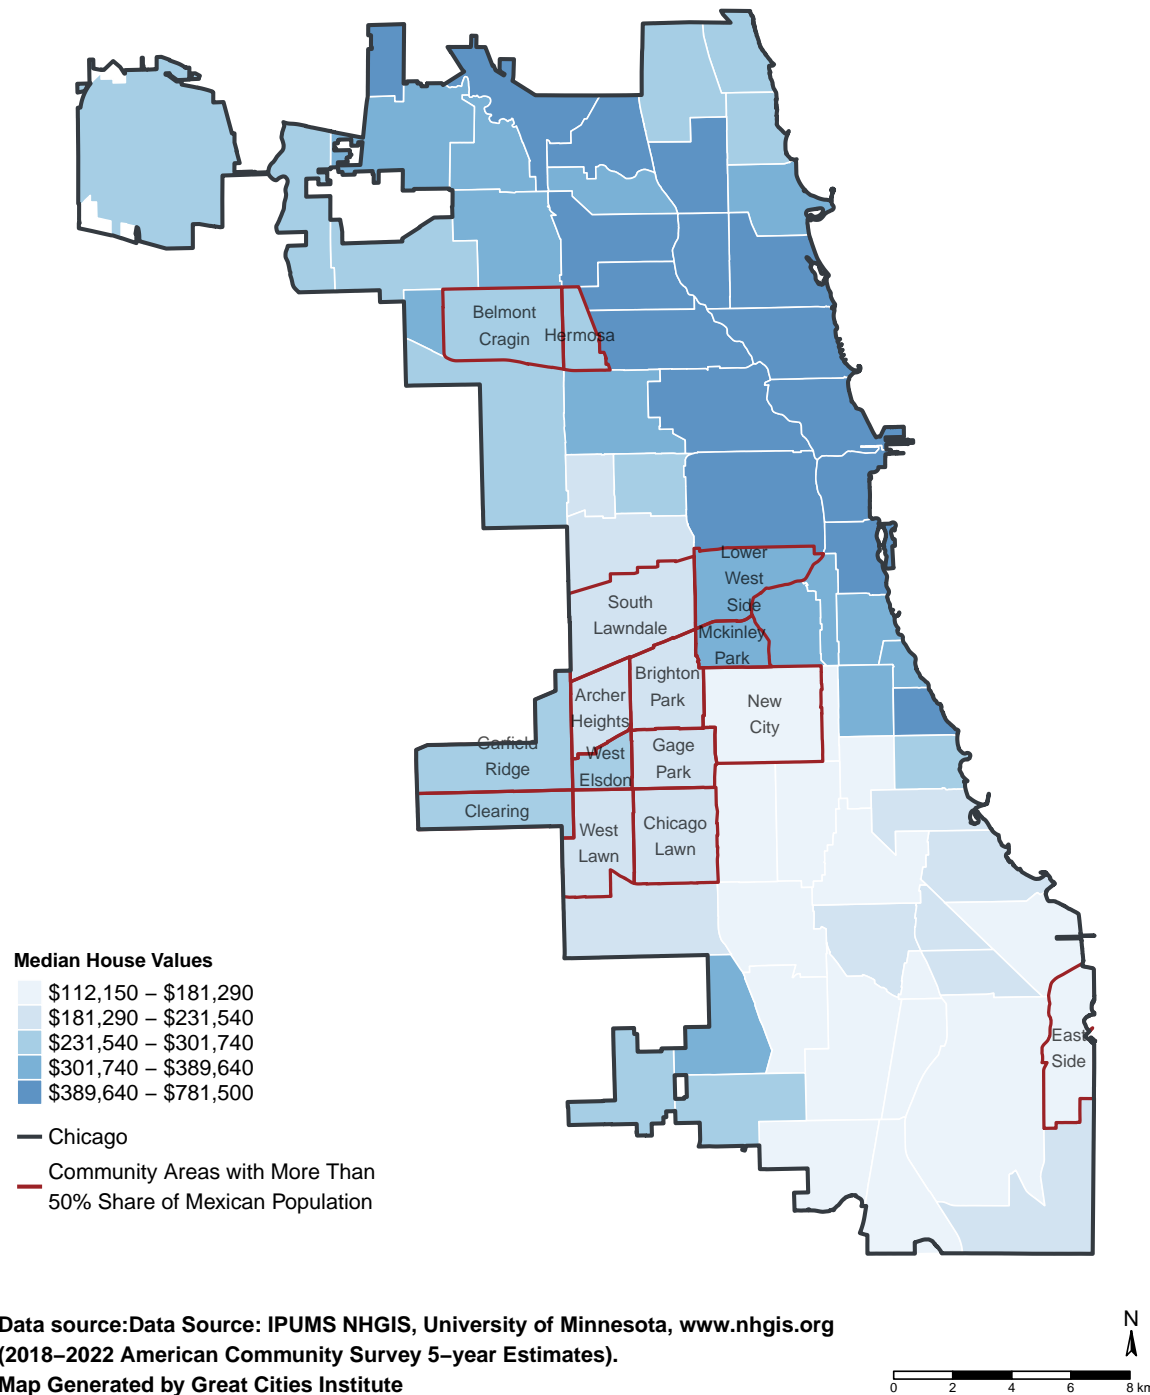 Belmont
Cragin
Hermosa
Lower
West
Side
South
Lawndale
Mckinley
Park
Brighton
Park
Archer
Heights
New
City
Garfield
Ridge
West
Elsdon
Gage
Park
Clearing
West
Lawn
Chicago
Lawn
East
Side
Median House Values
$112,150 – $181,290
$181,290 – $231,540
$231,540 – $301,740
$301,740 – $389,640
$389,640 – $781,500
Chicago
Community Areas with More Than
50% Share of Mexican Population
Data source:Data Source: IPUMS NHGIS, University of Minnesota, www.nhgis.org
(2018–2022 American Community Survey 5–year Estimates).
Map Generated by Great Cities Institute
N
0 2 4 6 8 km